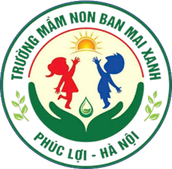 TRƯỜNG MẦM NON BAN MAI XANH
PHÚC LỢI - HÀ NỘI